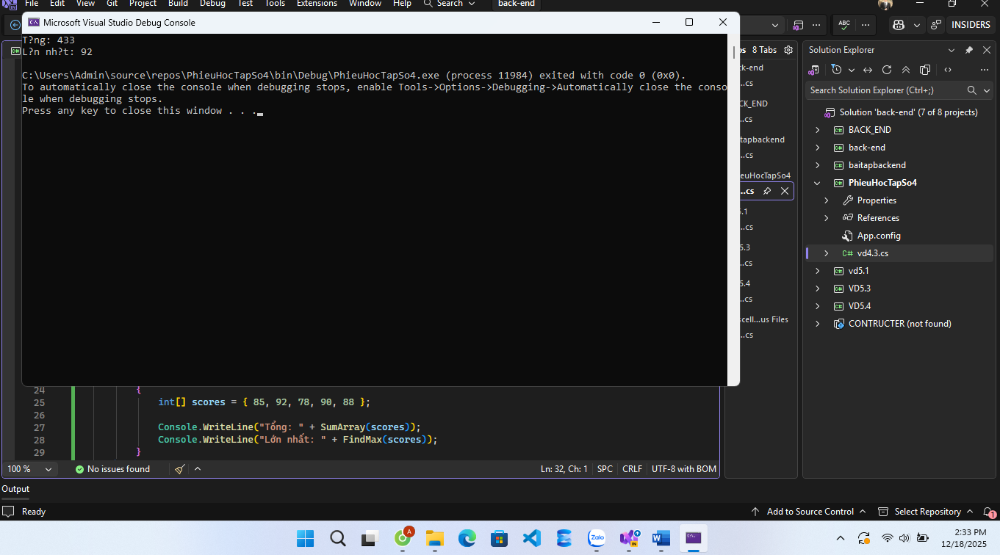 File Edit View Git Project Build Debug Test Tools Extensions Window Help Search back-end
Microsoft Visual Studio Debug Console
T?ng: 433
L?n nh?t: 92
C:\Users\Admin\source\repos\PhieuHocTapSo4\bin\Debug\PhieuHocTapSo4.exe (process 11984) exited with code 0 (0x0).
To automatically close the console when debugging stops, enable Tools->Options->Debugging->Automatically close the conso
le when debugging stops.
Press any key to close this window . . .
ABC
INSIDERS
8 Tabs
ck-end
...cs
CK_END
...cs
tapbackend
...cs
euHocTapSo4
...cs
5.1
...cs
5.3
...cs
5.4
...cs
scell...us Files
...cs
Solution Explorer
Search Solution Explorer (Ctrl+;)
Solution 'back-end' (7 of 8 projects)
C# BACK_END
C# back-end
C# baitapbackend
C# PhieuHocTapSo4
Properties
References
App.config
C# vd4.3.cs
C# vd5.1
C# VD5.3
C# VD5.4
CONTRUCTER (not found)
24 {
25 int[] scores = { 85, 92, 78, 90, 88 };
26
27 Console.WriteLine("Tổng: " + SumArray(scores));
28 Console.WriteLine("Lớn nhất: " + FindMax(scores));
29 }
100 % No issues found Ln: 32, Ch: 1 SPC CRLF UTF-8 with BOM
Output
Ready Add to Source Control Select Repository 1
A Zalo IN W
2:33 PM
12/18/2025